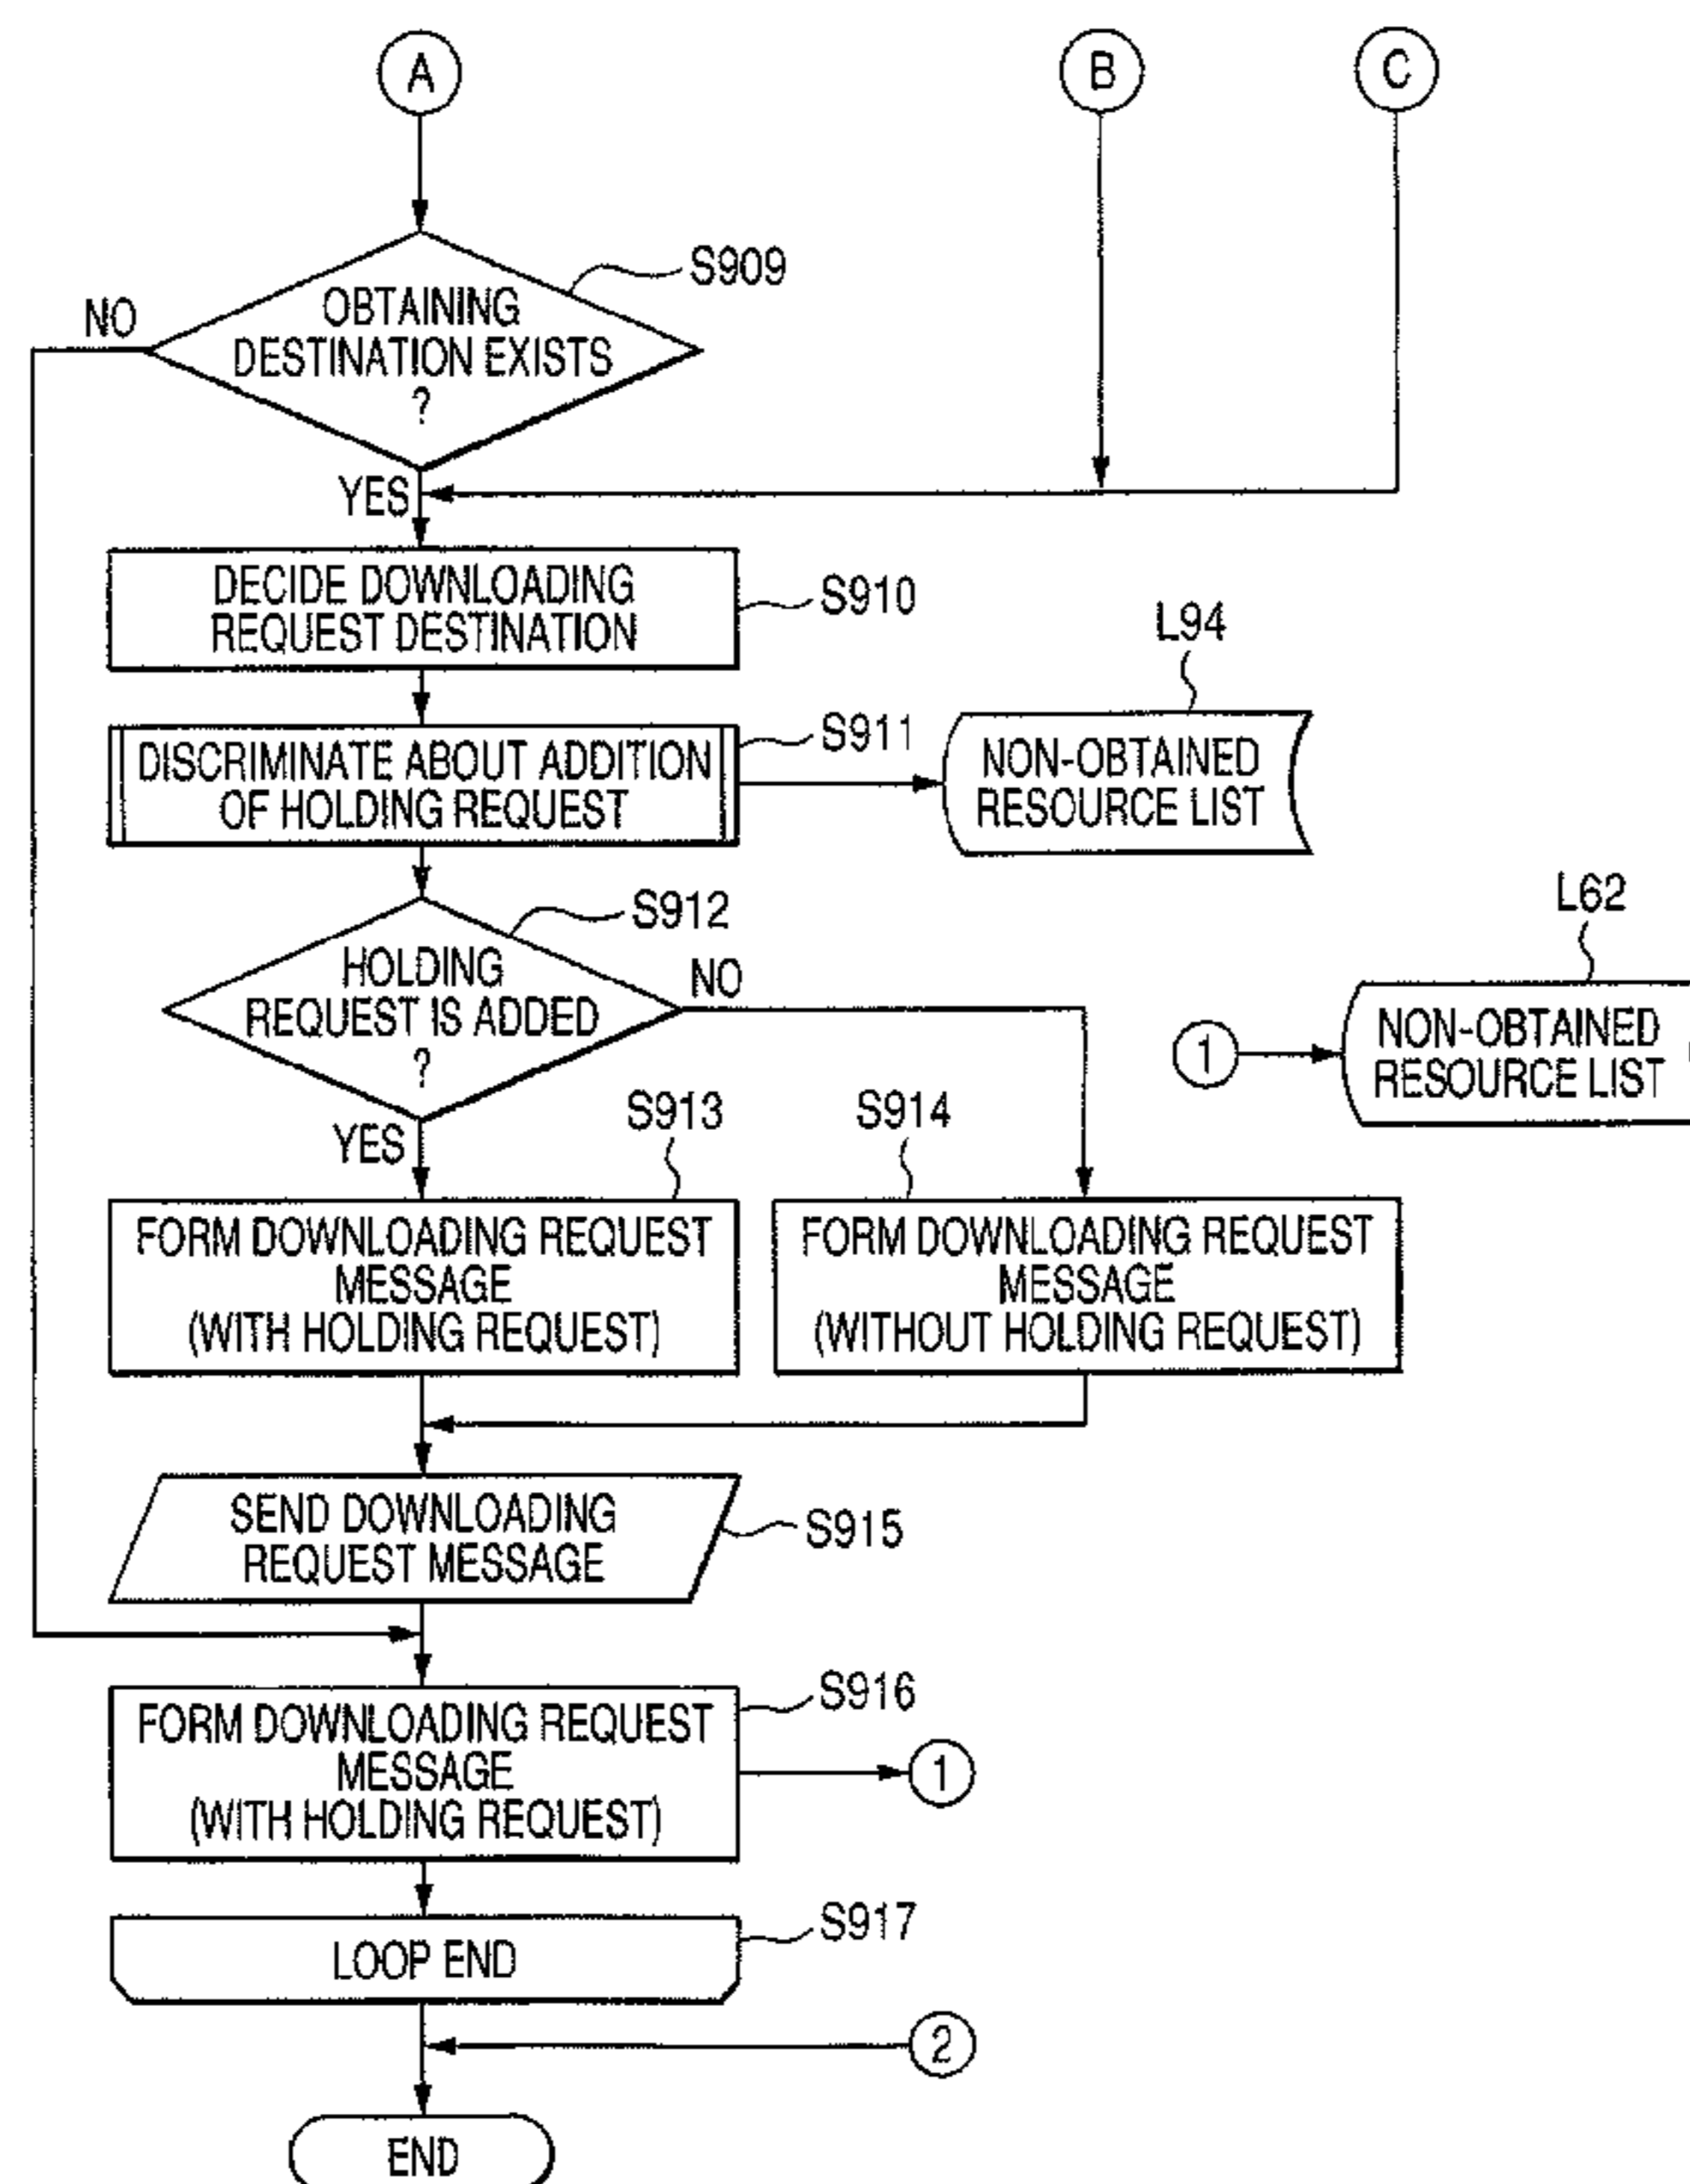 A
B
C
S909
NO
OBTAINING
DESTINATION EXISTS
?
YES
DECIDE DOWNLOADING
REQUEST DESTINATION
S910
L94
DISCRIMINATE ABOUT ADDITION
OF HOLDING REQUEST
S911
NON-OBTAINED
RESOURCE LIST
S912
HOLDING
REQUEST IS ADDED
?
NO
YES
L62
1
NON-OBTAINED
RESOURCE LIST
S913
S914
FORM DOWNLOADING REQUEST
MESSAGE
(WITH HOLDING REQUEST)
FORM DOWNLOADING REQUEST
MESSAGE
(WITHOUT HOLDING REQUEST)
SEND DOWNLOADING
REQUEST MESSAGE
S915
S916
FORM DOWNLOADING REQUEST
MESSAGE
(WITH HOLDING REQUEST)
1
S917
LOOP END
2
END